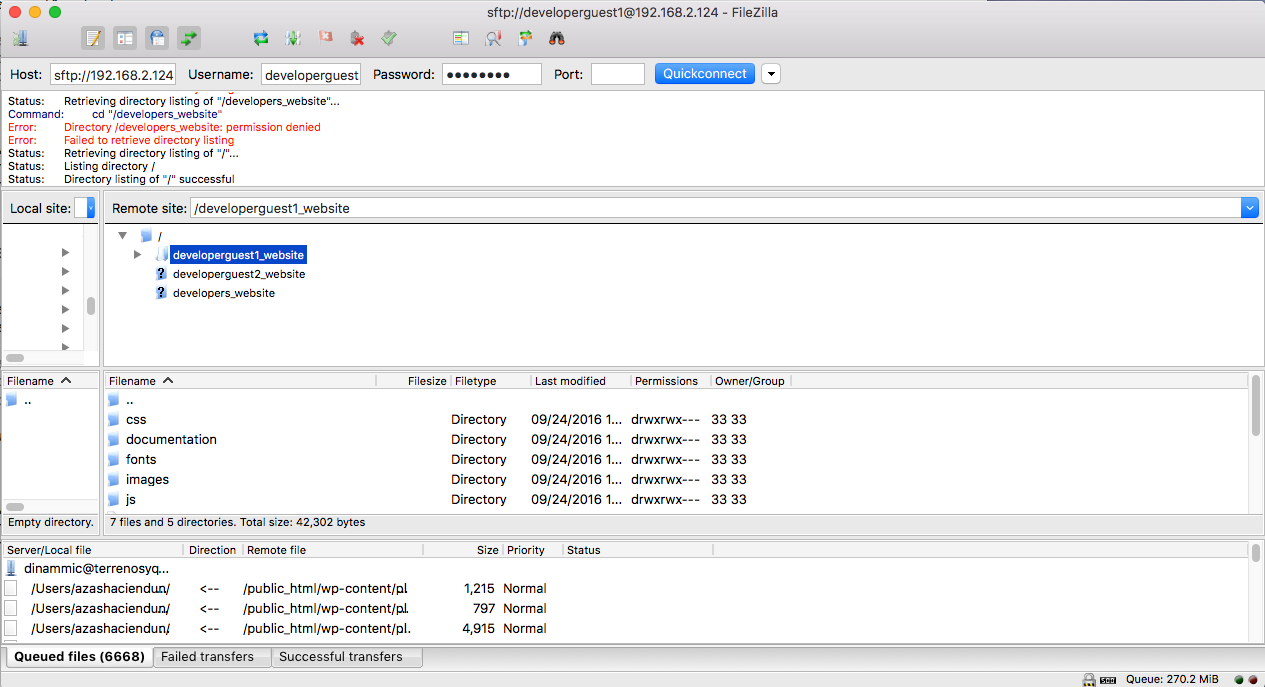 sftp://developerguest1@192.168.2.124 - FileZilla
Host: sftp://192.168.2.124 Username: developerguest Password: ●●●●●●●● Port: Quickconnect
Status: Retrieving directory listing of "/developers_website"...
Command: cd "/developers_website"
Error: Directory /developers_website: permission denied
Error: Failed to retrieve directory listing
Status: Retrieving directory listing of "/"...
Status: Listing directory /
Status: Directory listing of "/" successful
Local site: Remote site: /developerguest1_website
/
developerguest1_website
? developerguest2_website
? developers_website
Filename Filename Filesize Filetype Last modified Permissions Owner/Group
.. ..
css Directory 09/24/2016 1... drwxrwx--- 33 33
documentation Directory 09/24/2016 1... drwxrwx--- 33 33
fonts Directory 09/24/2016 1... drwxrwx--- 33 33
images Directory 09/24/2016 1... drwxrwx--- 33 33
js Directory 09/24/2016 1... drwxrwx--- 33 33
Empty directory. 7 files and 5 directories. Total size: 42,302 bytes
Server/Local file Direction Remote file Size Priority Status
dinammic@terrenosyq...
/Users/azashaciendun/ <-- /public_html/wp-content/pl. 1,215 Normal
/Users/azashaciendun/ <-- /public_html/wp-content/pl. 797 Normal
/Users/azashaciendun/ <-- /public_html/wp-content/pl. 4,915 Normal
Queued files (6668) Failed transfers Successful transfers
Queue: 270.2 MiB